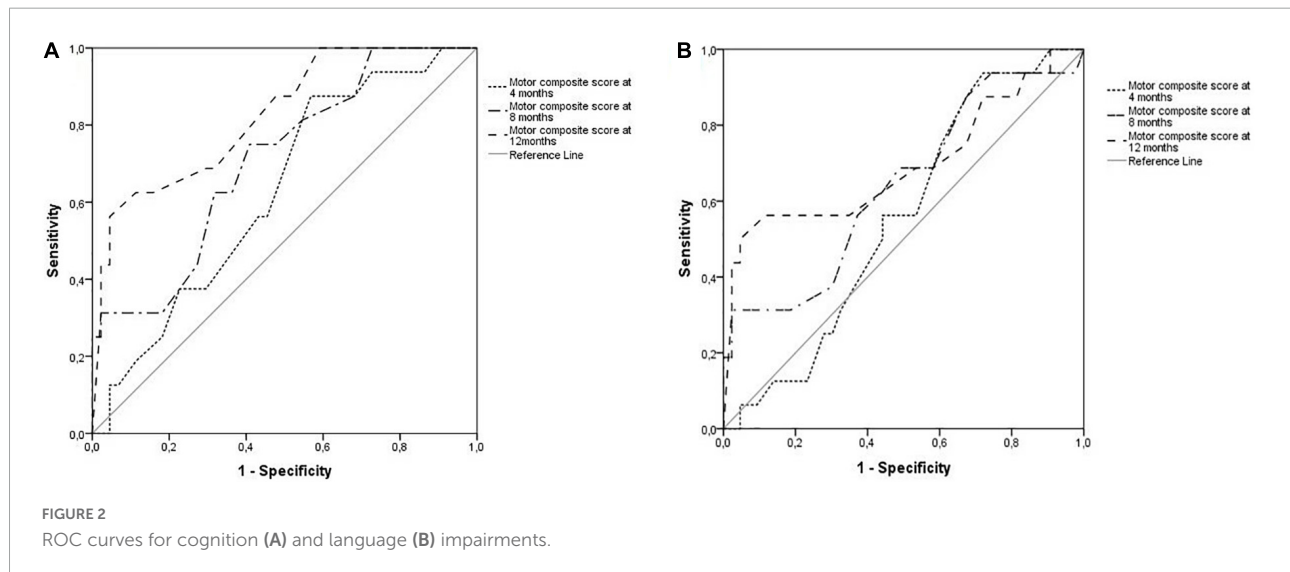 A
1,0
0,8
0,6
0,4
0,2
0,0
Sensitivity
0,0 0,2 0,4 0,6 0,8 1,0
1 - Specificity
Motor composite score at
4 months
Motor composite score at
8 months
Motor composite score at
12months
Reference Line
B
1,0
0,8
0,6
0,4
0,2
0,0
Sensitivity
0,0 0,2 0,4 0,6 0,8 1,0
1 - Specificity
Motor composite score at
4 months
Motor composite score at
8 months
Motor composite score at
12 months
Reference Line
FIGURE 2
ROC curves for cognition (A) and language (B) impairments.